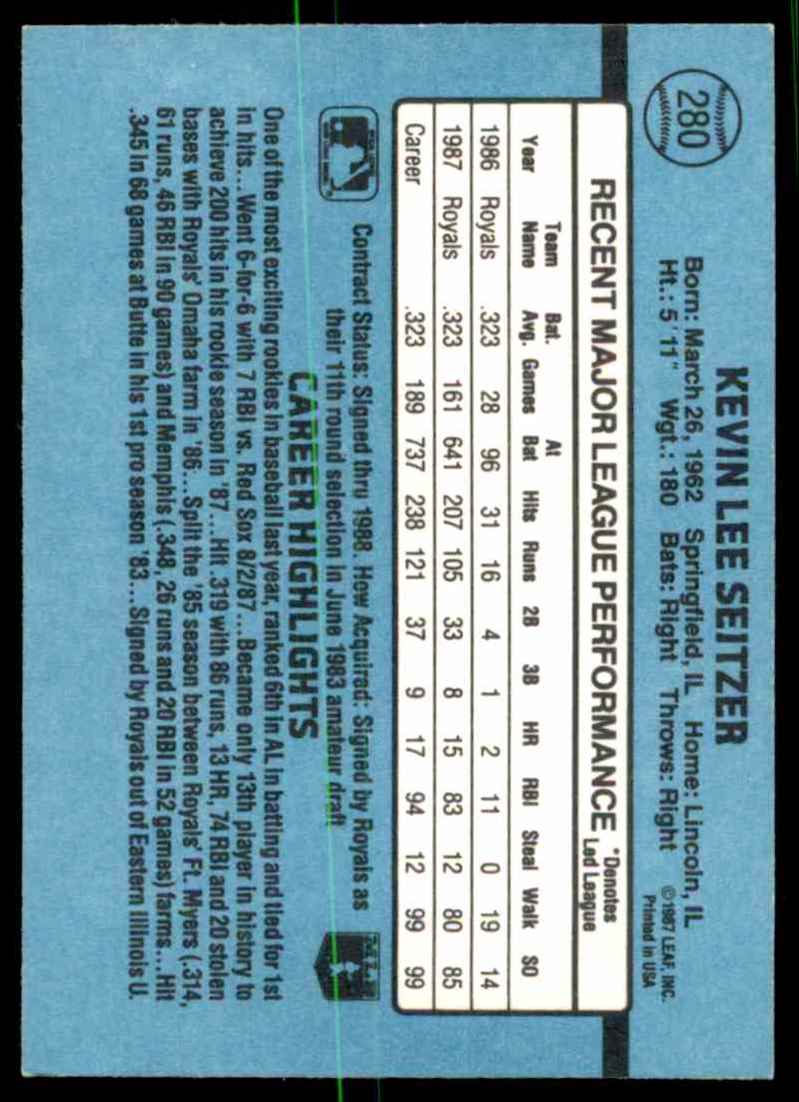 280
KEVIN LEE SEITZER
Born: March 26, 1962 Springfield, IL Home: Lincoln, IL
Ht.: 5'11" Wgt.: 180 Bats: Right Throws: Right
©1987 LEAF, INC.
Printed in USA
RECENT MAJOR LEAGUE PERFORMANCE
*Denotes
Led League
Year Team Name Bat. Avg. Games At Bat Hits Runs 2B 3B HR RBI Steal Walk SO
1986 Royals .323 28 96 31 16 4 1 2 11 0 19 14
1987 Royals .323 161 641 207 105 33 8 15 83 12 80 85
Career .323 189 737 238 121 37 9 17 94 12 99 99
Contract Status: Signed thru 1988. How Acquired: Signed by Royals as
their 11th round selection in June 1983 amateur draft
CAREER HIGHLIGHTS
One of the most exciting rookies in baseball last year, ranked 6th in AL in batting and tied for 1st
in hits... Went 6-for-6 with 7 RBI vs. Red Sox 8/2/87... Became only 13th player in history to
achieve 200 hits in his rookie season in '87... Hit .319 with 86 runs, 13 HR, 74 RBI and 20 stolen
bases with Royals' Omaha farm in '86... Split the '85 season between Royals' Ft. Myers (.314,
61 runs, 46 RBI in 90 games) and Memphis (.348, 26 runs and 20 RBI in 52 games) farms... Hit
.345 in 68 games at Butte in his 1st pro season '83... Signed by Royals out of Eastern Illinois U.